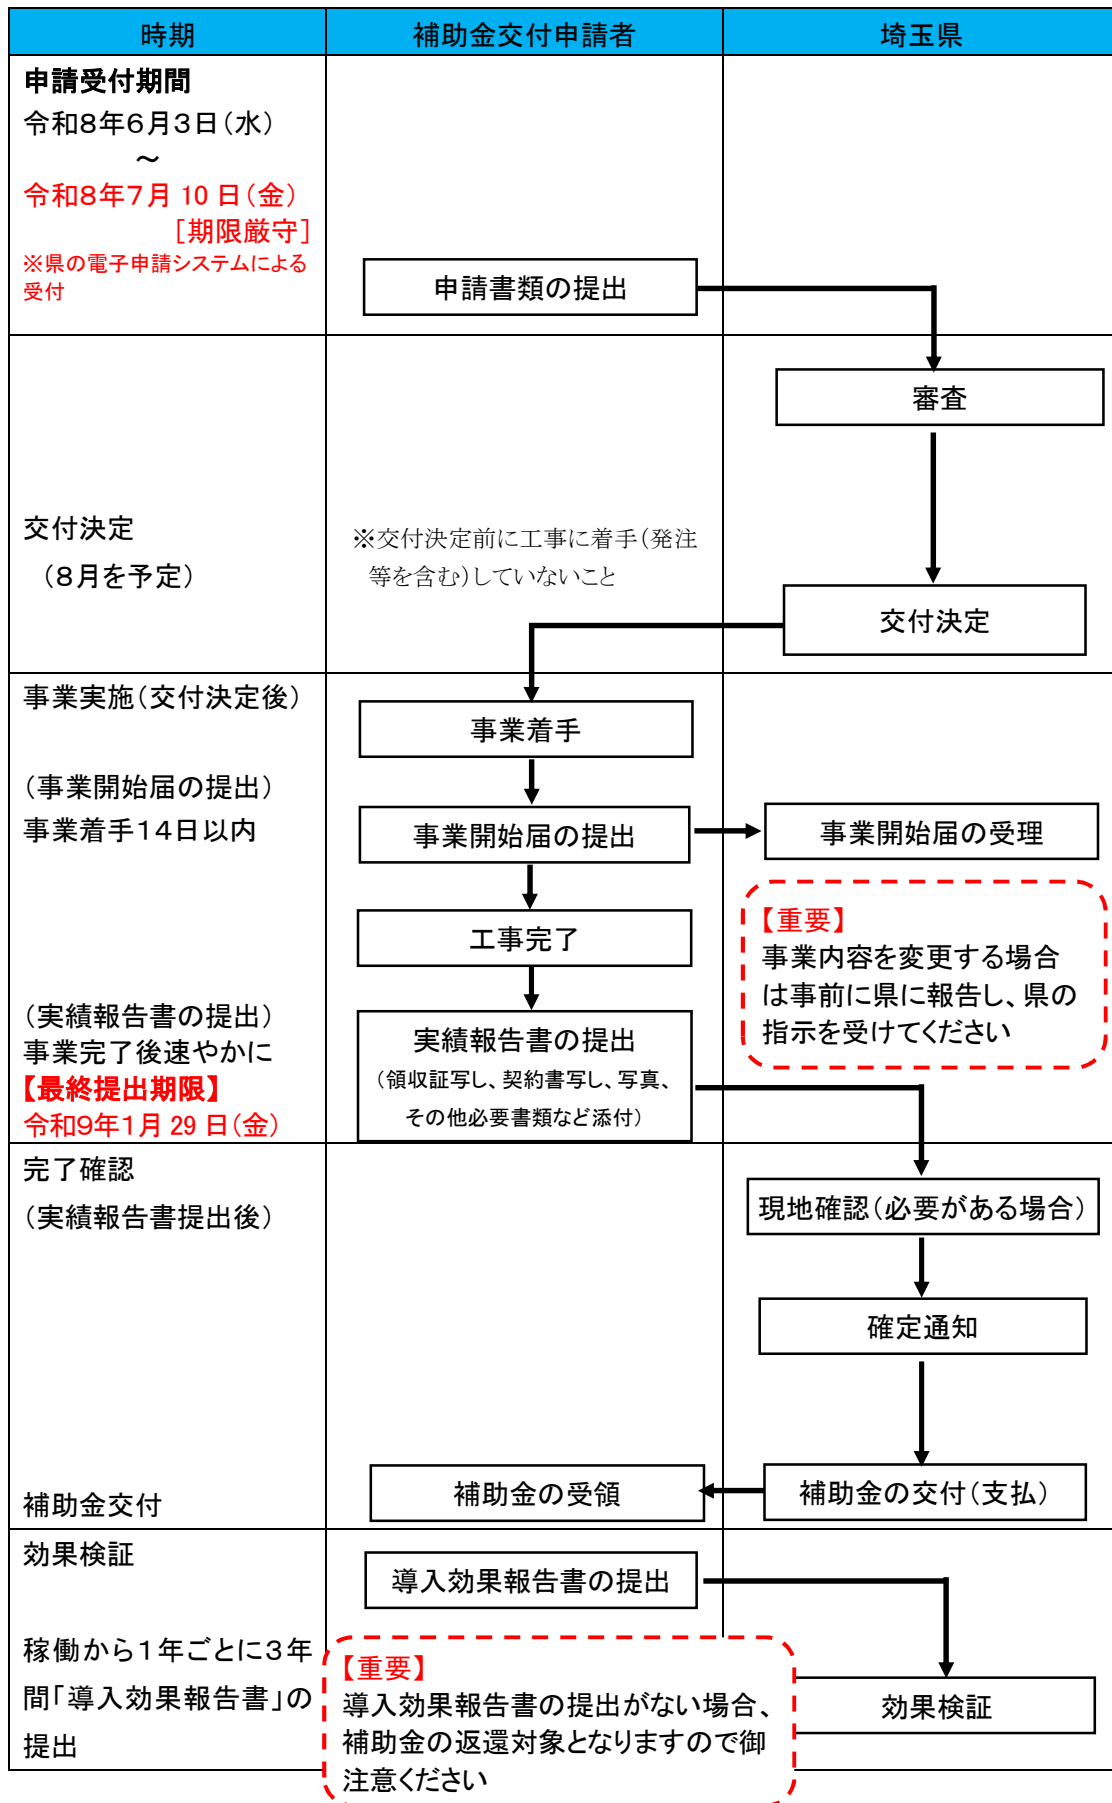 時期 補助金交付申請者 埼玉県
申請受付期間
令和8年6月3日（水）
～
令和8年7月 10 日（金）
［期限厳守］
※県の電子申請システムによる
受付
申請書類の提出
審査
交付決定
（8月を予定）
※交付決定前に工事に着手（発注
等を含む）していないこと
交付決定
事業実施（交付決定後）
事業着手
（事業開始届の提出）
事業着手14日以内
事業開始届の提出
事業開始届の受理
工事完了
【重要】
事業内容を変更する場合
は事前に県に報告し、県の
指示を受けてください
（実績報告書の提出）
事業完了後速やかに
【最終提出期限】
令和9年1月 29 日（金）
実績報告書の提出
（領収証写し、契約書写し、写真、
その他必要書類など添付）
完了確認
（実績報告書提出後）
現地確認（必要がある場合）
確定通知
補助金交付
補助金の受領
補助金の交付（支払）
効果検証
導入効果報告書の提出
稼働から1年ごとに3年
間「導入効果報告書」の
提出
【重要】
導入効果報告書の提出がない場合、
補助金の返還対象となりますので御
注意ください
効果検証